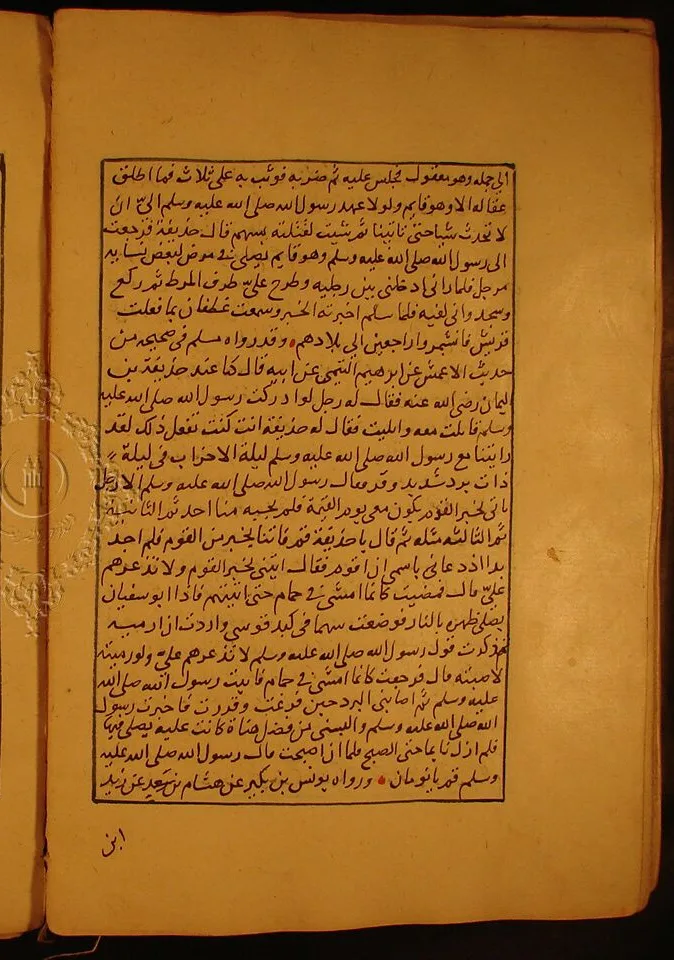 الي جمله وهو معقول فجلس عليه ثم ضربه فوثب به علي ثلاث فما اطلق
عقاله الا وهو قايم ولولا عهد رسول الله صلى الله عليه وسلم اليّ ان
لا تحدث شيا حتى تاتينا ثم شيت لقتلته بسهم قال حذيفة فرجعت
الى رسول الله صلى الله عليه وسلم وهو قايم يصلي في مرط لبعض نسايه
مرجل فلما رآني ادخلني بين رجليه وطرح عليّ طرف المرط ثم ركع
وسجد واني لفيه فلما سلم اخبرته الخبر وسمعت غطفان بما فعلت
قريش فانشمروا راجعين الي بلادهم وقد رواه مسلم في صحيحه من
حديث الاعمش عن ابرهيم التيمي عن ابيه قال كنا عند حذيفة بن
اليمان رضى الله عنه فقال له رجل لو ادركت رسول الله صلى الله عليه
وسلم قاتلت معه وابليت فقال له حذيفة انت كنت تفعل ذلك لقد
رايتنا مع رسول الله صلى الله عليه وسلم ليلة الاحزاب في ليلة
ذات برد شديد وقر فقال رسول الله صلى الله عليه وسلم الا رجل
ياتي بخبر القوم يكون معى يوم القيمة فلم يجبه منا احد ثم الثانية
ثم الثالثة مثله ثم قال يا حذيفة قم فاتنا بخبر من القوم فلم اجد
بدا اذ دعاني باسمي ان اقوم فقال ايتني بخبر القوم ولا تذعرهم
عليّ قال فمضيت كانما امشي في حمام حتى اتيتهم فاذا ابو سفيان
يصلي ظهره بالنار فوضعت سهما في كبد قوسي واردت ان ارميه
ثم ذكرت قول رسول الله صلى الله عليه وسلم لا تذعرهم عليّ ولو رميته
لاصبته قال فرجعت كانما امشي في حمام فاتيت رسول الله صلى الله
عليه وسلم ثم اصابني البرد حين فرغت وقررت فاخبرت رسول
الله صلى الله عليه وسلم والبسني من فضل عباة كانت عليه يصلي فيها
فلم ازل نايما حتى الصبح فلما ان اصبحت قال رسول الله صلى الله عليه
وسلم قم يا نومان ورواه يونس بن بكير عن هشام بن سعد عن زيد
ابن